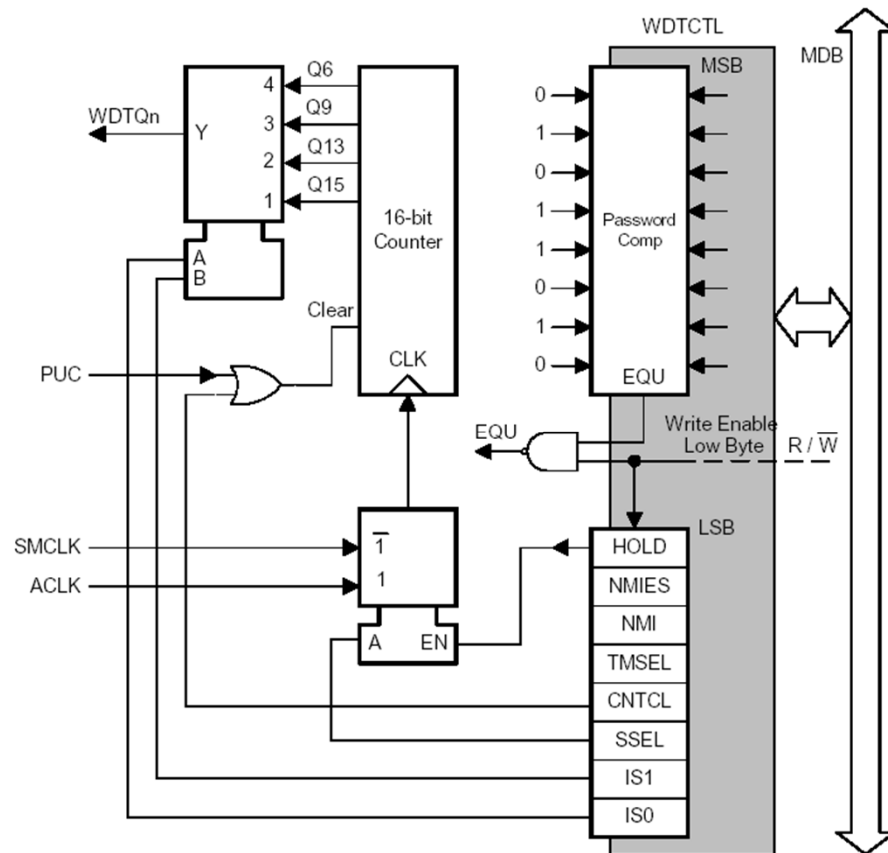 WDTCTL
MDB
MSB
Q6
4
0
WDTQn
Y
Q9
3
1
Q13
2
0
Q15
1
1
16-bit
Counter
Password
Comp
1
A
B
0
Clear
1
CLK
0
PUC
EQU
EQU
Write Enable
Low Byte
R / W̅
LSB
SMCLK
1̅
HOLD
ACLK
1
NMIES
NMI
A
EN
TMSEL
CNTCL
SSEL
IS1
IS0